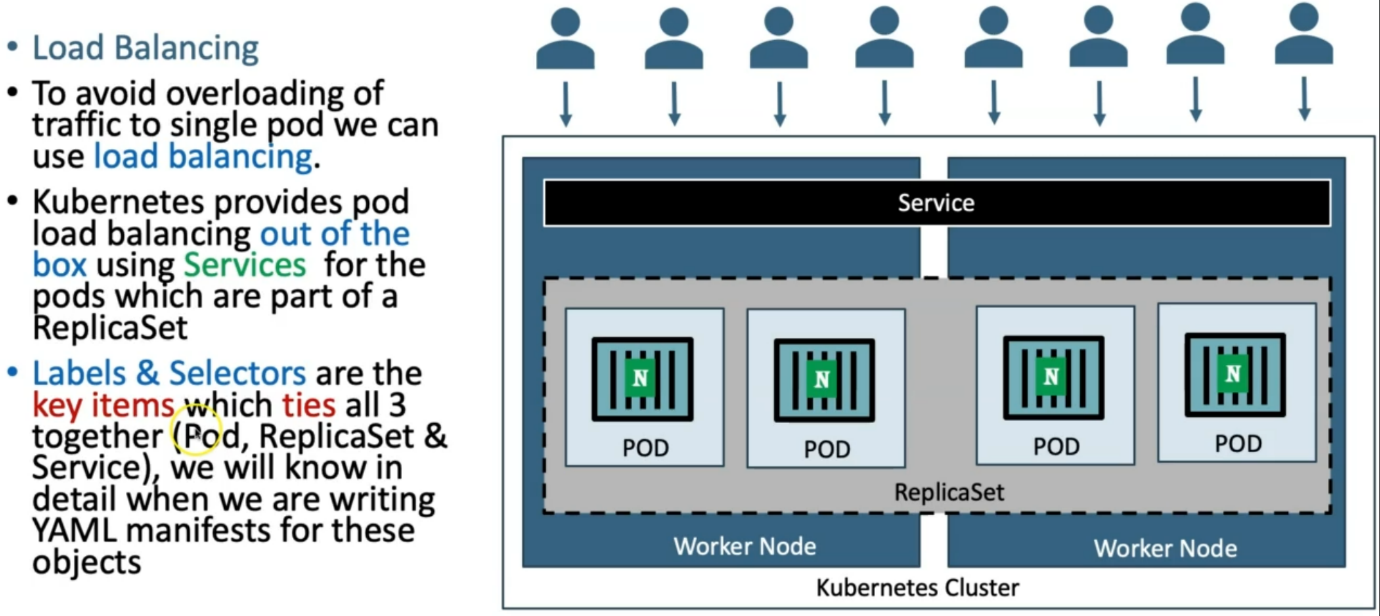 Load Balancing
To avoid overloading of
traffic to single pod we can
use load balancing.
Kubernetes provides pod
load balancing out of the
box using Services for the
pods which are part of a
ReplicaSet
Labels & Selectors are the
key items which ties all 3
together (Pod, ReplicaSet &
Service), we will know in
detail when we are writing
YAML manifests for these
objects
Service
N
N
N
N
POD
POD
POD
POD
ReplicaSet
Worker Node
Worker Node
Kubernetes Cluster